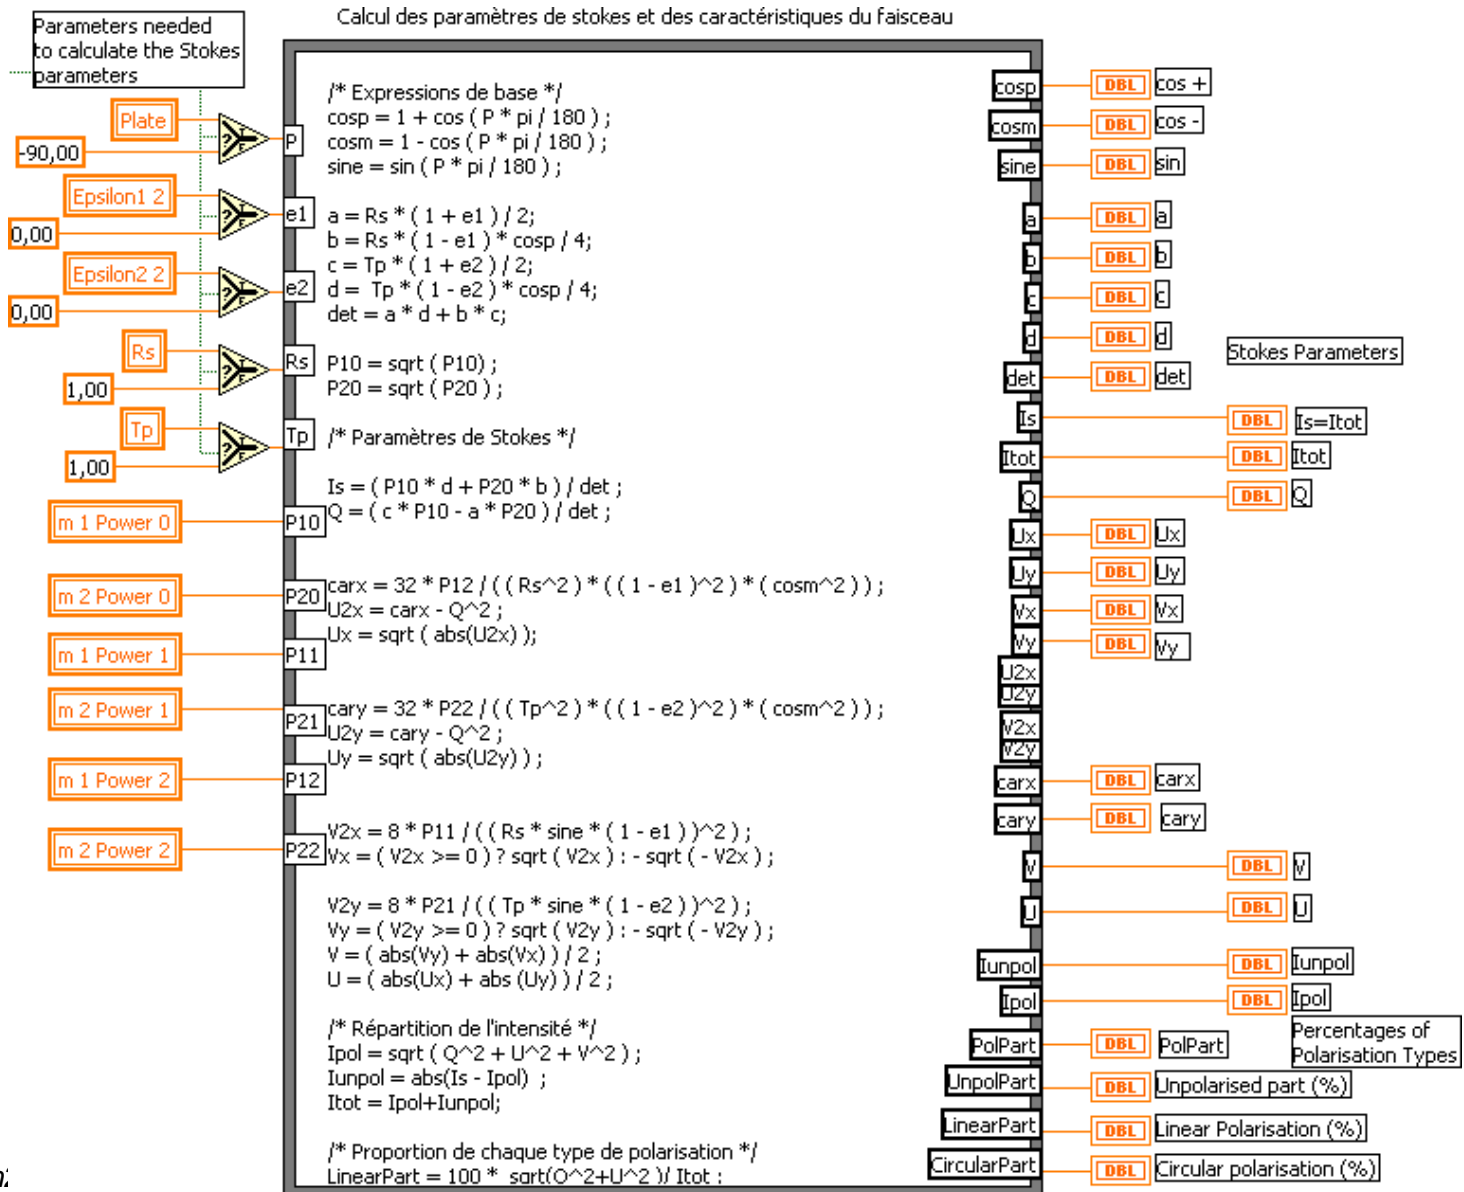 Calcul des paramètres de stokes et des caractéristiques du faisceau
Parameters needed
to calculate the Stokes
parameters
Plate
-90,00
Epsilon1 2
0,00
Epsilon2 2
0,00
Rs
1,00
Tp
1,00
m 1 Power 0
m 2 Power 0
m 1 Power 1
m 2 Power 1
m 1 Power 2
m 2 Power 2
P
e1
e2
Rs
Tp
P10
P20
P11
P21
P12
P22
/* Expressions de base */
cosp = 1 + cos ( P * pi / 180 ) ;
cosm = 1 - cos ( P * pi / 180 ) ;
sine = sin ( P * pi / 180 ) ;
a = Rs * ( 1 + e1 ) / 2;
b = Rs * ( 1 - e1 ) * cosp / 4;
c = Tp * ( 1 + e2 ) / 2;
d = Tp * ( 1 - e2 ) * cosp / 4;
det = a * d + b * c;
P10 = sqrt ( P10) ;
P20 = sqrt ( P20 ) ;
/* Paramètres de Stokes */
Is = ( P10 * d + P20 * b ) / det ;
Q = ( c * P10 - a * P20 ) / det ;
carx = 32 * P12 / ( ( Rs^2 ) * ( ( 1 - e1 )^2 ) * ( cosm^2 ) ) ;
U2x = carx - Q^2 ;
Ux = sqrt ( abs(U2x) );
cary = 32 * P22 / ( ( Tp^2 ) * ( ( 1 - e2 )^2 ) * ( cosm^2 ) ) ;
U2y = cary - Q^2 ;
Uy = sqrt ( abs(U2y) ) ;
V2x = 8 * P11 / ( ( Rs * sine * ( 1 - e1 ) )^2 ) ;
Vx = ( V2x >= 0 ) ? sqrt ( V2x ) : - sqrt ( - V2x ) ;
V2y = 8 * P21 / ( ( Tp * sine * ( 1 - e2 ) )^2 ) ;
Vy = ( V2y >= 0 ) ? sqrt ( V2y ) : - sqrt ( - V2y ) ;
V = ( abs(Vy) + abs(Vx) ) / 2 ;
U = ( abs(Ux) + abs (Uy) ) / 2 ;
/* Répartition de l'intensité */
Ipol = sqrt ( Q^2 + U^2 + V^2 ) ;
Iunpol = abs(Is - Ipol) ;
Itot = Ipol+Iunpol;
/* Proportion de chaque type de polarisation */
LinearPart = 100 * sqrt(Q^2+U^2 )/ Itot ;
cosp DBL cos +
cosm DBL cos -
sine DBL sin
a DBL a
b DBL b
c DBL c
d DBL d
det DBL det
Stokes Parameters
Is DBL Is=Itot
Itot DBL Itot
Q DBL Q
Ux DBL Ux
Uy DBL Uy
Vx DBL Vx
Vy DBL Vy
U2x
U2y
V2x
V2y
carx DBL carx
cary DBL cary
V DBL V
U DBL U
Iunpol DBL Iunpol
Ipol DBL Ipol
Percentages of
Polarisation Types
PolPart DBL PolPart
UnpolPart DBL Unpolarised part (%)
LinearPart DBL Linear Polarisation (%)
CircularPart DBL Circular polarisation (%)